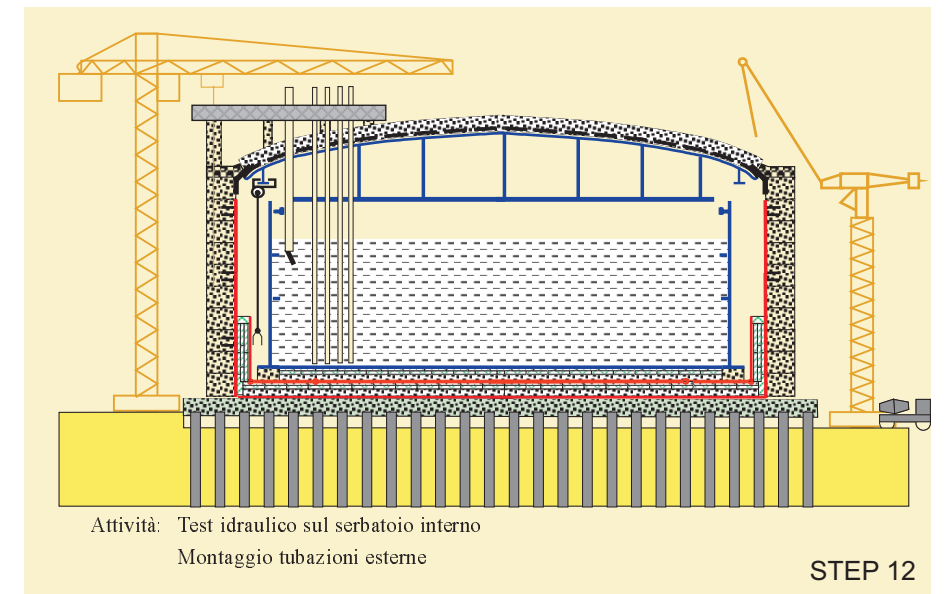 Attività: Test idraulico sul serbatoio interno
Montaggio tubazioni esterne
STEP 12